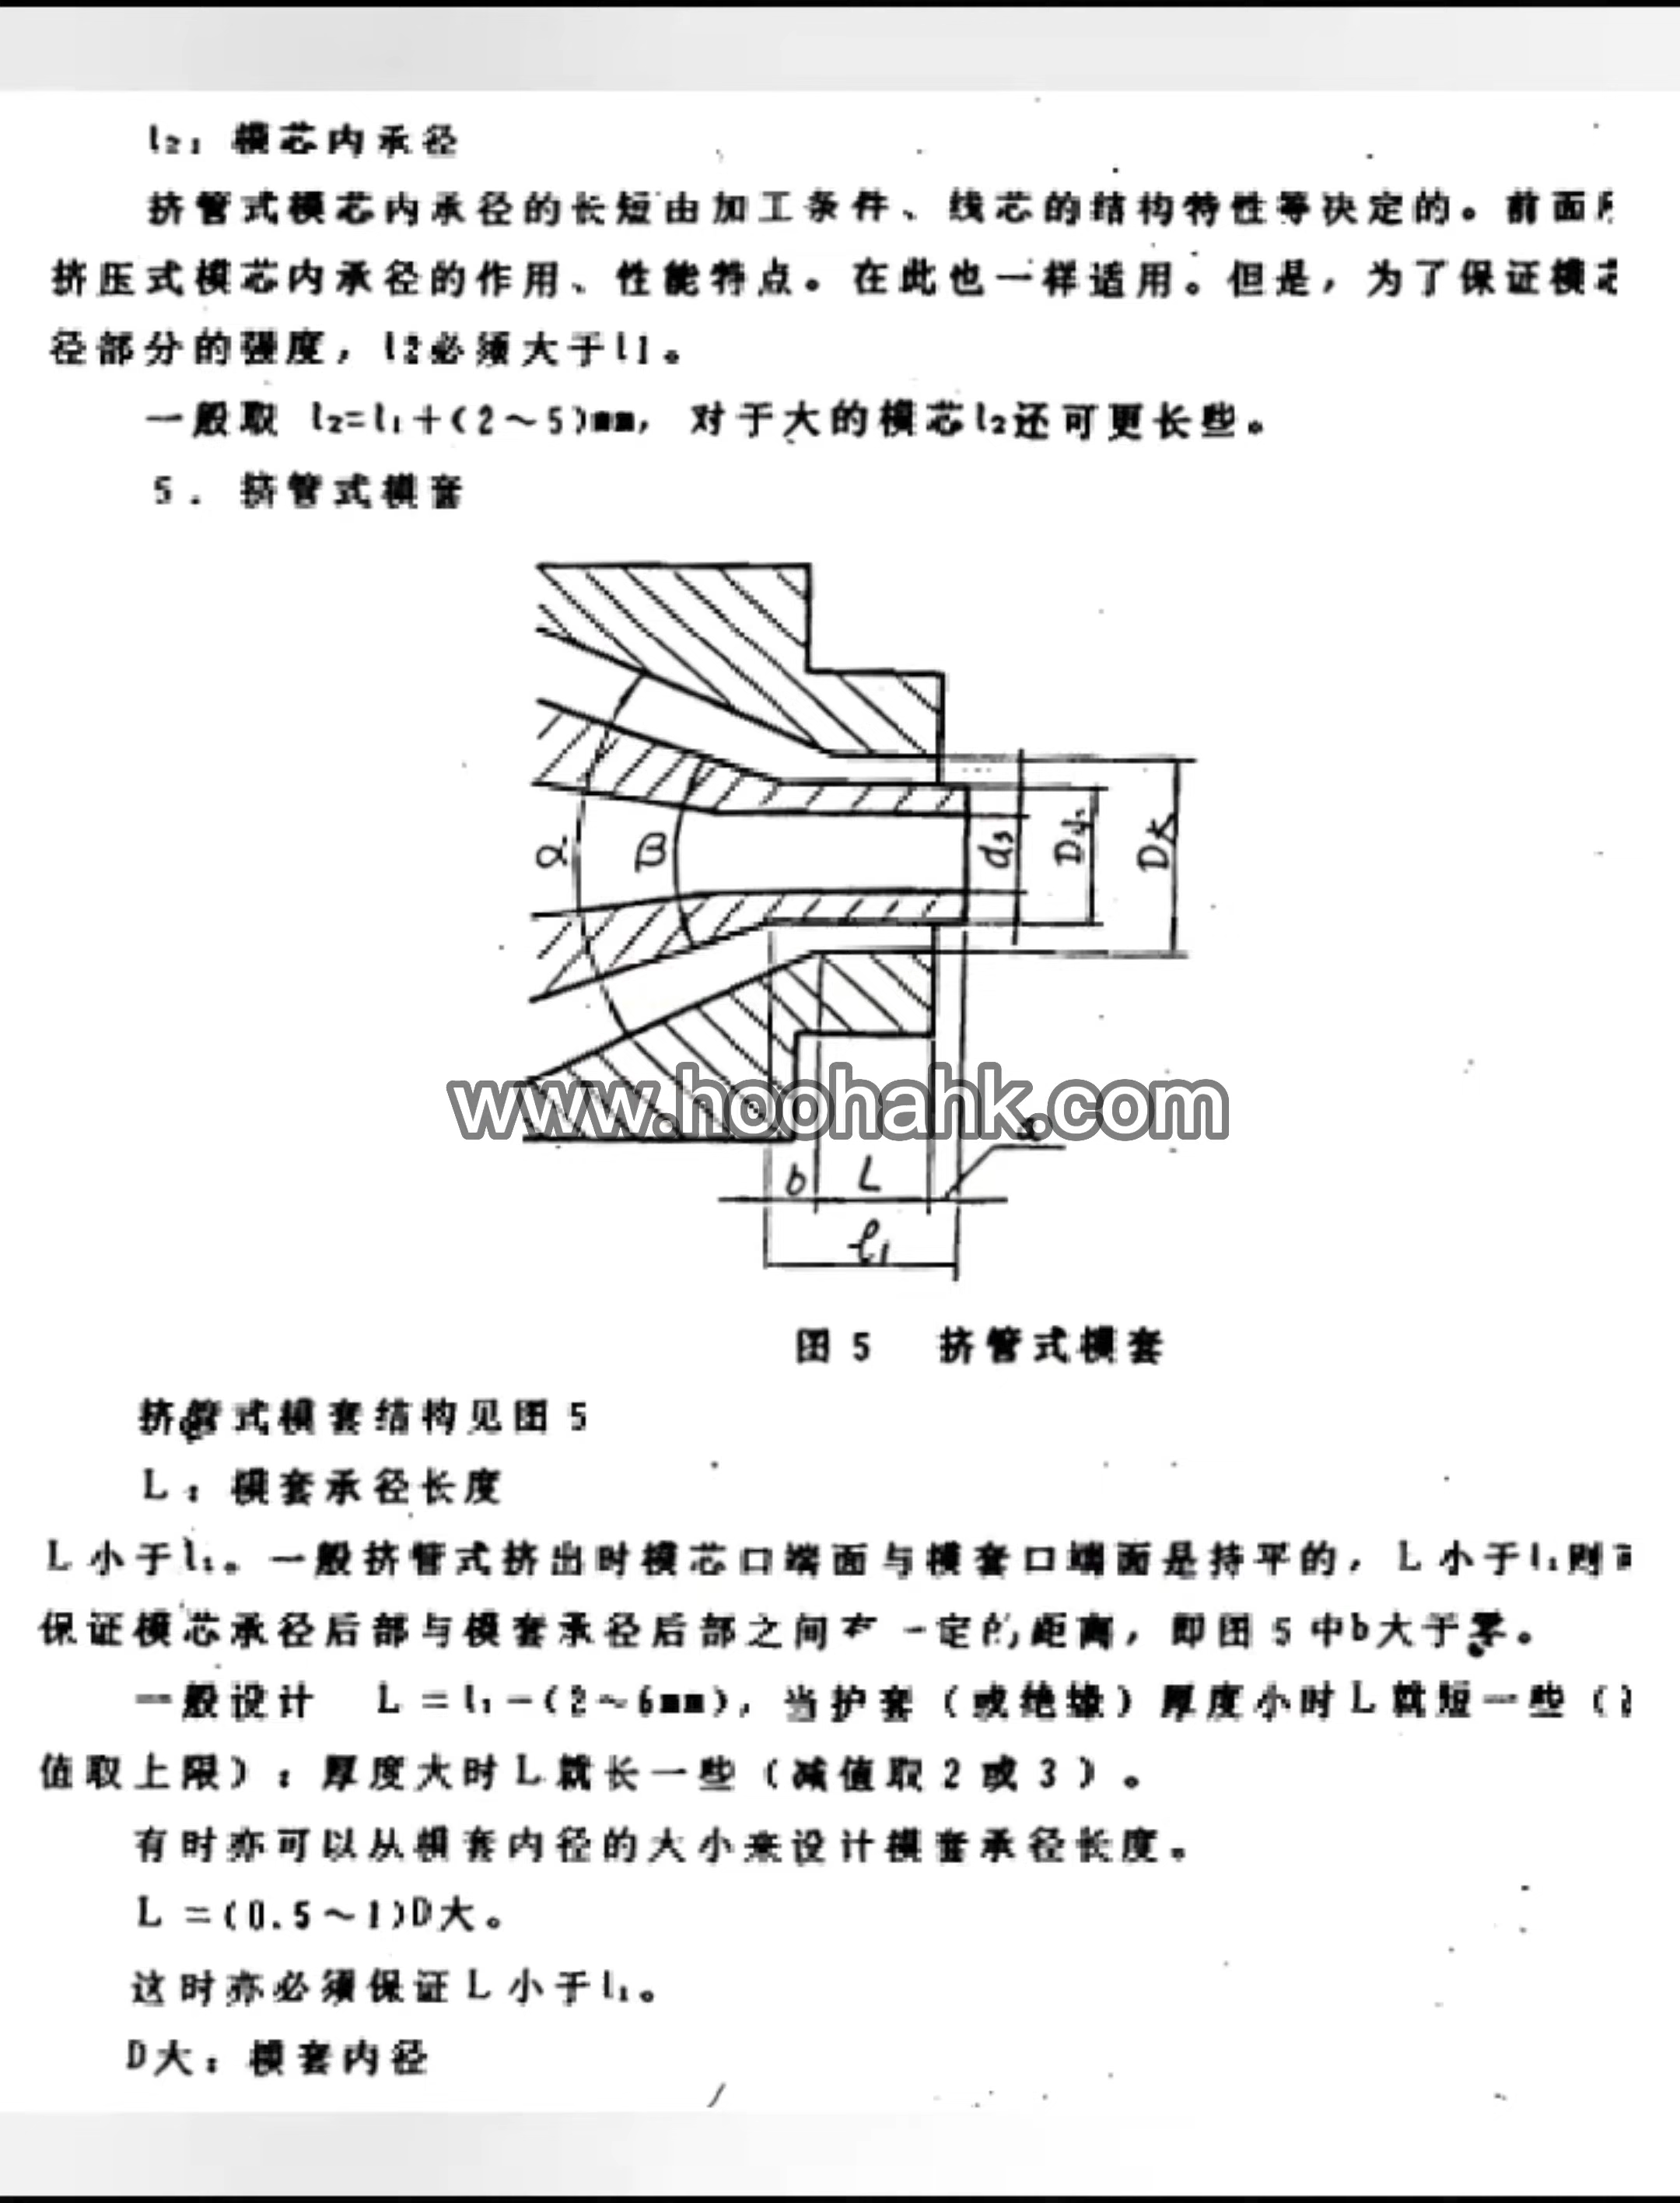 l₂：模芯内承径
挤管式模芯内承径的长短由加工条件、线芯的结构特性等决定的。前面
挤压式模芯内承径的作用、性能特点。在此也一样适用。但是，为了保证模芯
径部分的强度，l2必须大于l1。
一般取 l₂=l₁+(2～5)mm，对于大的模芯l₂还可更长些。
5．挤管式模套
α
β
d3
D小
D大
www.hoohahk.com
a
b
L
l₁
图5 挤管式模套
挤管式模套结构见图5
L：模套承径长度
L小于l₁。一般挤管式挤出时模芯口端面与模套口端面是持平的，L小于l₁则
保证模芯承径后部与模套承径后部之间有一定的距离，即图5中b大于零。
一般设计 L=l₁-(2～6mm)，当护套（或绝缘）厚度小时L就短一些（
值取上限）；厚度大时L就长一些（减值取2或3）。
有时亦可以从模套内径的大小来设计模套承径长度。
L=(0.5～1)D大。
这时亦必须保证L小于l₁。
D大：模套内径